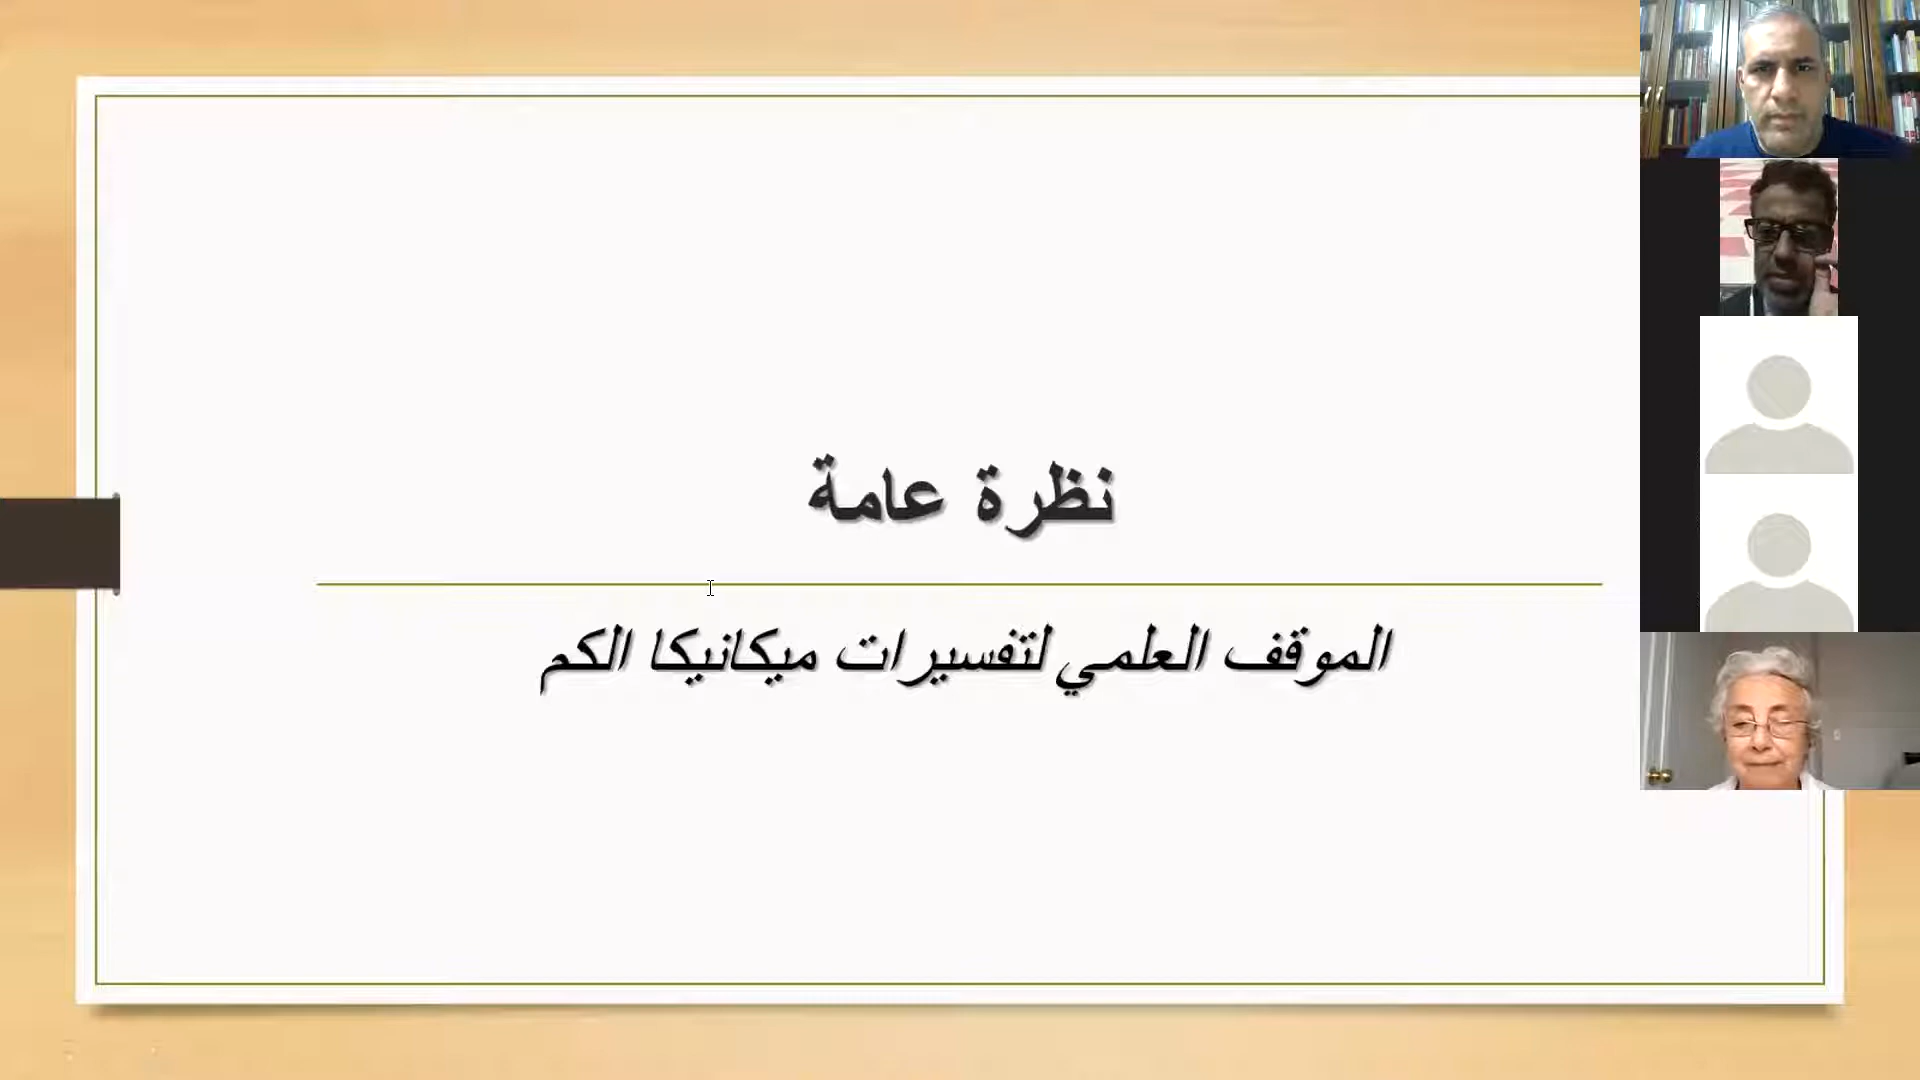 نظرة عامة
الموقف العلمي لتفسيرات ميكانيكا الكم